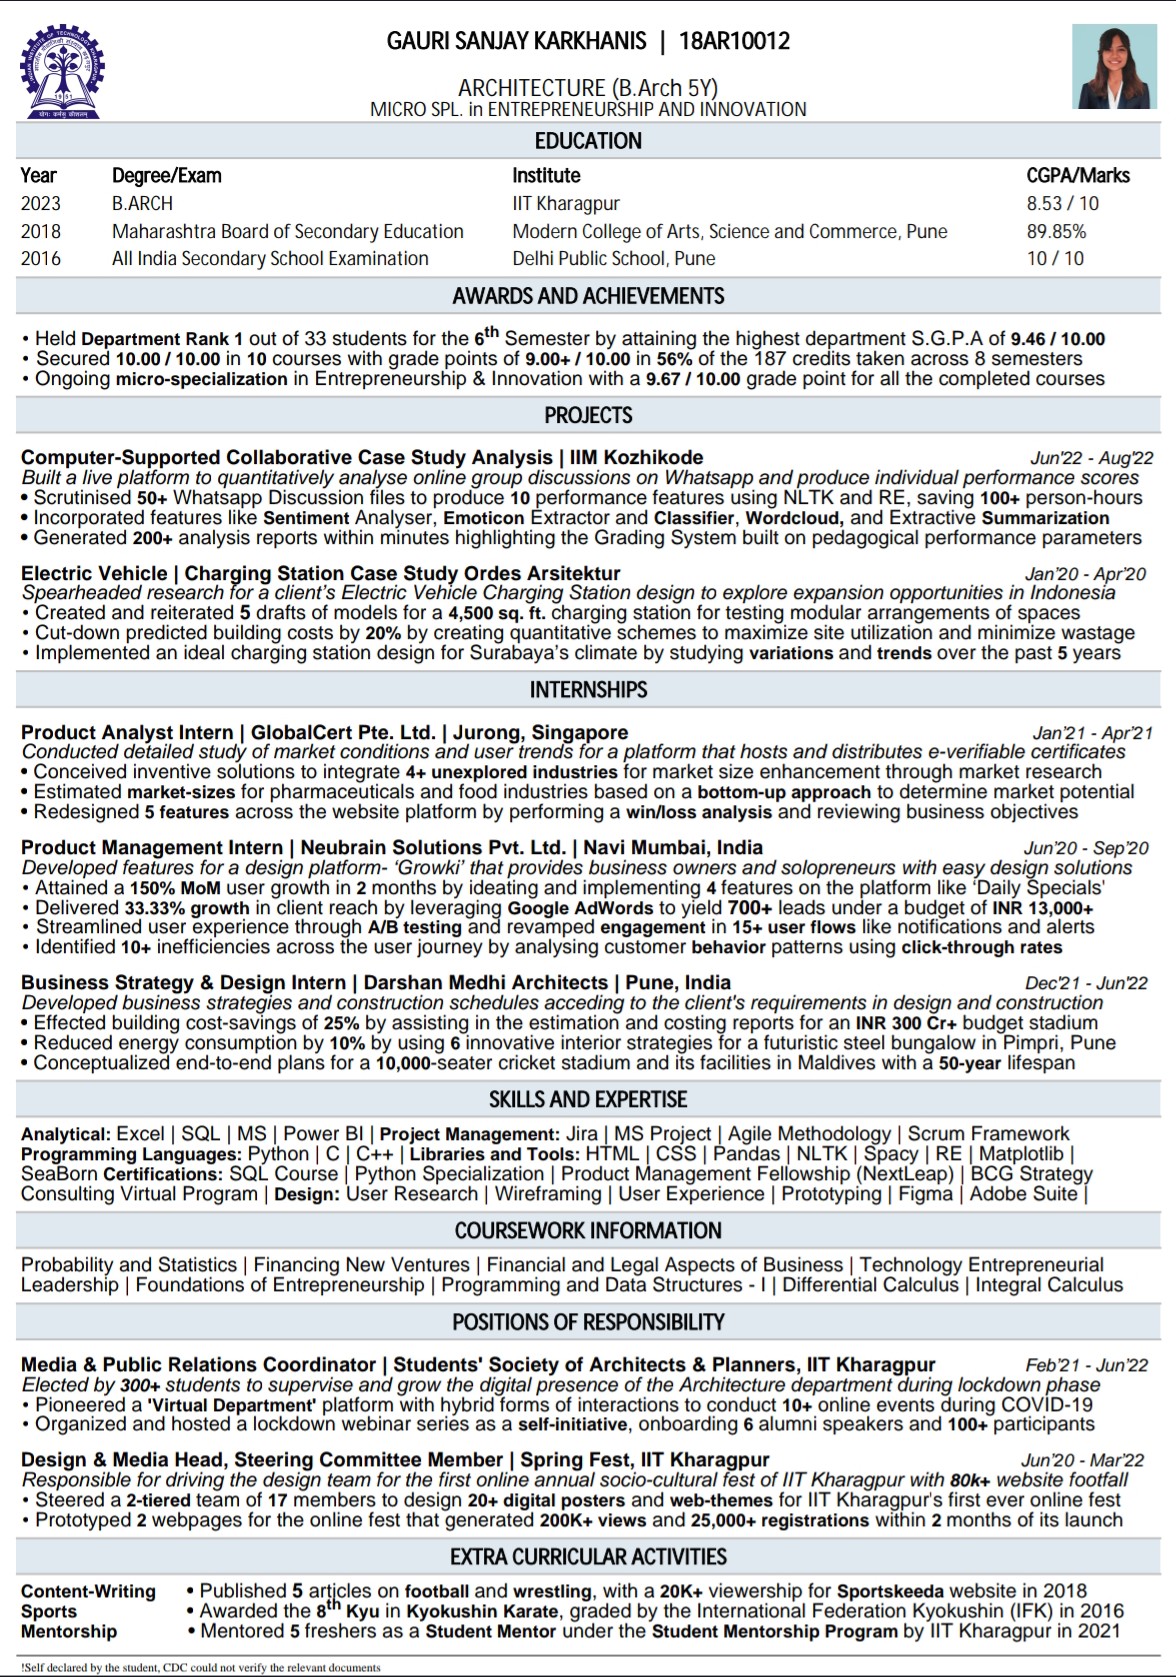 GAURI SANJAY KARKHANIS | 18AR10012
ARCHITECTURE (B.Arch 5Y)
MICRO SPL. in ENTREPRENEURSHIP AND INNOVATION
1951
योगः कर्मसु कौशलम्
EDUCATION
Year Degree/Exam Institute CGPA/Marks
2023 B.ARCH IIT Kharagpur 8.53 / 10
2018 Maharashtra Board of Secondary Education Modern College of Arts, Science and Commerce, Pune 89.85%
2016 All India Secondary School Examination Delhi Public School, Pune 10 / 10
AWARDS AND ACHIEVEMENTS
• Held Department Rank 1 out of 33 students for the 6th Semester by attaining the highest department S.G.P.A of 9.46 / 10.00
• Secured 10.00 / 10.00 in 10 courses with grade points of 9.00+ / 10.00 in 56% of the 187 credits taken across 8 semesters
• Ongoing micro-specialization in Entrepreneurship & Innovation with a 9.67 / 10.00 grade point for all the completed courses
PROJECTS
Computer-Supported Collaborative Case Study Analysis | IIM Kozhikode Jun'22 - Aug'22
Built a live platform to quantitatively analyse online group discussions on Whatsapp and produce individual performance scores
• Scrutinised 50+ Whatsapp Discussion files to produce 10 performance features using NLTK and RE, saving 100+ person-hours
• Incorporated features like Sentiment Analyser, Emoticon Extractor and Classifier, Wordcloud, and Extractive Summarization
• Generated 200+ analysis reports within minutes highlighting the Grading System built on pedagogical performance parameters
Electric Vehicle | Charging Station Case Study Ordes Arsitektur Jan'20 - Apr'20
Spearheaded research for a client's Electric Vehicle Charging Station design to explore expansion opportunities in Indonesia
• Created and reiterated 5 drafts of models for a 4,500 sq. ft. charging station for testing modular arrangements of spaces
• Cut-down predicted building costs by 20% by creating quantitative schemes to maximize site utilization and minimize wastage
• Implemented an ideal charging station design for Surabaya's climate by studying variations and trends over the past 5 years
INTERNSHIPS
Product Analyst Intern | GlobalCert Pte. Ltd. | Jurong, Singapore Jan'21 - Apr'21
Conducted detailed study of market conditions and user trends for a platform that hosts and distributes e-verifiable certificates
• Conceived inventive solutions to integrate 4+ unexplored industries for market size enhancement through market research
• Estimated market-sizes for pharmaceuticals and food industries based on a bottom-up approach to determine market potential
• Redesigned 5 features across the website platform by performing a win/loss analysis and reviewing business objectives
Product Management Intern | Neubrain Solutions Pvt. Ltd. | Navi Mumbai, India Jun'20 - Sep'20
Developed features for a design platform- 'Growki' that provides business owners and solopreneurs with easy design solutions
• Attained a 150% MoM user growth in 2 months by ideating and implementing 4 features on the platform like 'Daily Specials'
• Delivered 33.33% growth in client reach by leveraging Google AdWords to yield 700+ leads under a budget of INR 13,000+
• Streamlined user experience through A/B testing and revamped engagement in 15+ user flows like notifications and alerts
• Identified 10+ inefficiencies across the user journey by analysing customer behavior patterns using click-through rates
Business Strategy & Design Intern | Darshan Medhi Architects | Pune, India Dec'21 - Jun'22
Developed business strategies and construction schedules acceding to the client's requirements in design and construction
• Effected building cost-savings of 25% by assisting in the estimation and costing reports for an INR 300 Cr+ budget stadium
• Reduced energy consumption by 10% by using 6 innovative interior strategies for a futuristic steel bungalow in Pimpri, Pune
• Conceptualized end-to-end plans for a 10,000-seater cricket stadium and its facilities in Maldives with a 50-year lifespan
SKILLS AND EXPERTISE
Analytical: Excel | SQL | MS | Power BI | Project Management: Jira | MS Project | Agile Methodology | Scrum Framework
Programming Languages: Python | C | C++ | Libraries and Tools: HTML | CSS | Pandas | NLTK | Spacy | RE | Matplotlib |
SeaBorn Certifications: SQL Course | Python Specialization | Product Management Fellowship (NextLeap) | BCG Strategy
Consulting Virtual Program | Design: User Research | Wireframing | User Experience | Prototyping | Figma | Adobe Suite |
COURSEWORK INFORMATION
Probability and Statistics | Financing New Ventures | Financial and Legal Aspects of Business | Technology Entrepreneurial
Leadership | Foundations of Entrepreneurship | Programming and Data Structures - I | Differential Calculus | Integral Calculus
POSITIONS OF RESPONSIBILITY
Media & Public Relations Coordinator | Students' Society of Architects & Planners, IIT Kharagpur Feb'21 - Jun'22
Elected by 300+ students to supervise and grow the digital presence of the Architecture department during lockdown phase
• Pioneered a 'Virtual Department' platform with hybrid forms of interactions to conduct 10+ online events during COVID-19
• Organized and hosted a lockdown webinar series as a self-initiative, onboarding 6 alumni speakers and 100+ participants
Design & Media Head, Steering Committee Member | Spring Fest, IIT Kharagpur Jun'20 - Mar'22
Responsible for driving the design team for the first online annual socio-cultural fest of IIT Kharagpur with 80k+ website footfall
• Steered a 2-tiered team of 17 members to design 20+ digital posters and web-themes for IIT Kharagpur's first ever online fest
• Prototyped 2 webpages for the online fest that generated 200K+ views and 25,000+ registrations within 2 months of its launch
EXTRA CURRICULAR ACTIVITIES
Content-Writing • Published 5 articles on football and wrestling, with a 20K+ viewership for Sportskeeda website in 2018
Sports • Awarded the 8th Kyu in Kyokushin Karate, graded by the International Federation Kyokushin (IFK) in 2016
Mentorship • Mentored 5 freshers as a Student Mentor under the Student Mentorship Program by IIT Kharagpur in 2021
!Self declared by the student, CDC could not verify the relevant documents